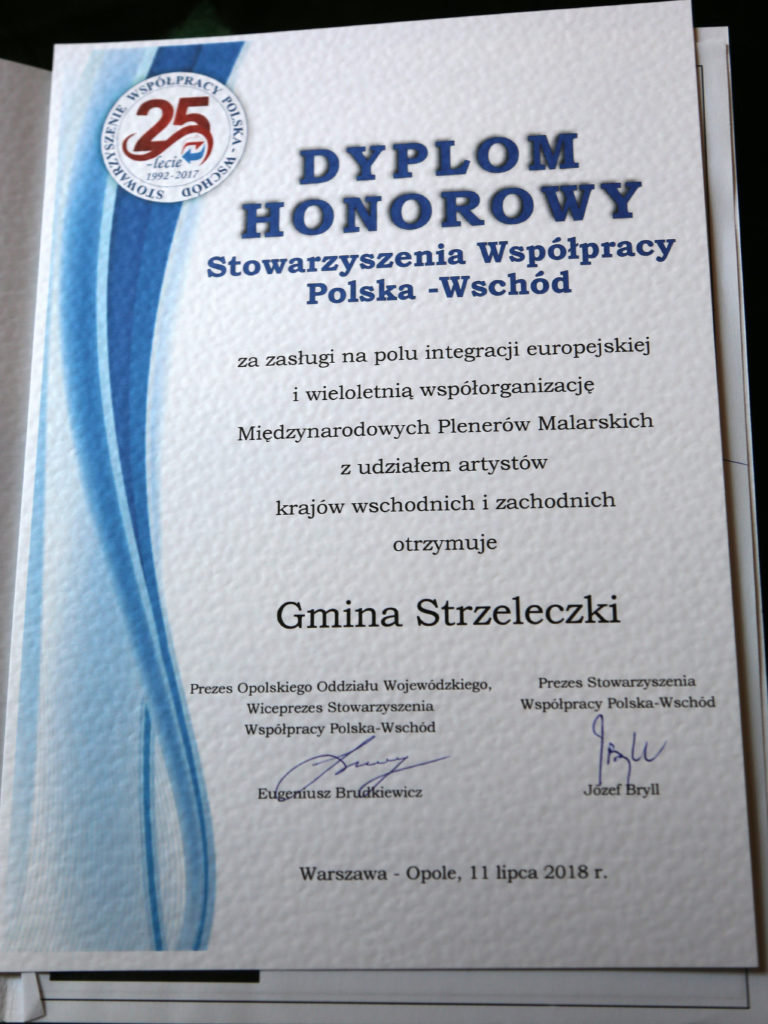 STOWARZYSZENIE WSPÓŁPRACY POLSKA - WSCHÓD
25
-lecie
1992-2017
DYPLOM
HONOROWY
Stowarzyszenia Współpracy
Polska -Wschód
za zasługi na polu integracji europejskiej
i wieloletnią współorganizację
Międzynarodowych Plenerów Malarskich
z udziałem artystów
krajów wschodnich i zachodnich
otrzymuje
Gmina Strzeleczki
Prezes Opolskiego Oddziału Wojewódzkiego,
Wiceprezes Stowarzyszenia
Współpracy Polska-Wschód
Eugeniusz Brudkiewicz
Prezes Stowarzyszenia
Współpracy Polska-Wschód
Józef Bryll
Warszawa - Opole, 11 lipca 2018 r.